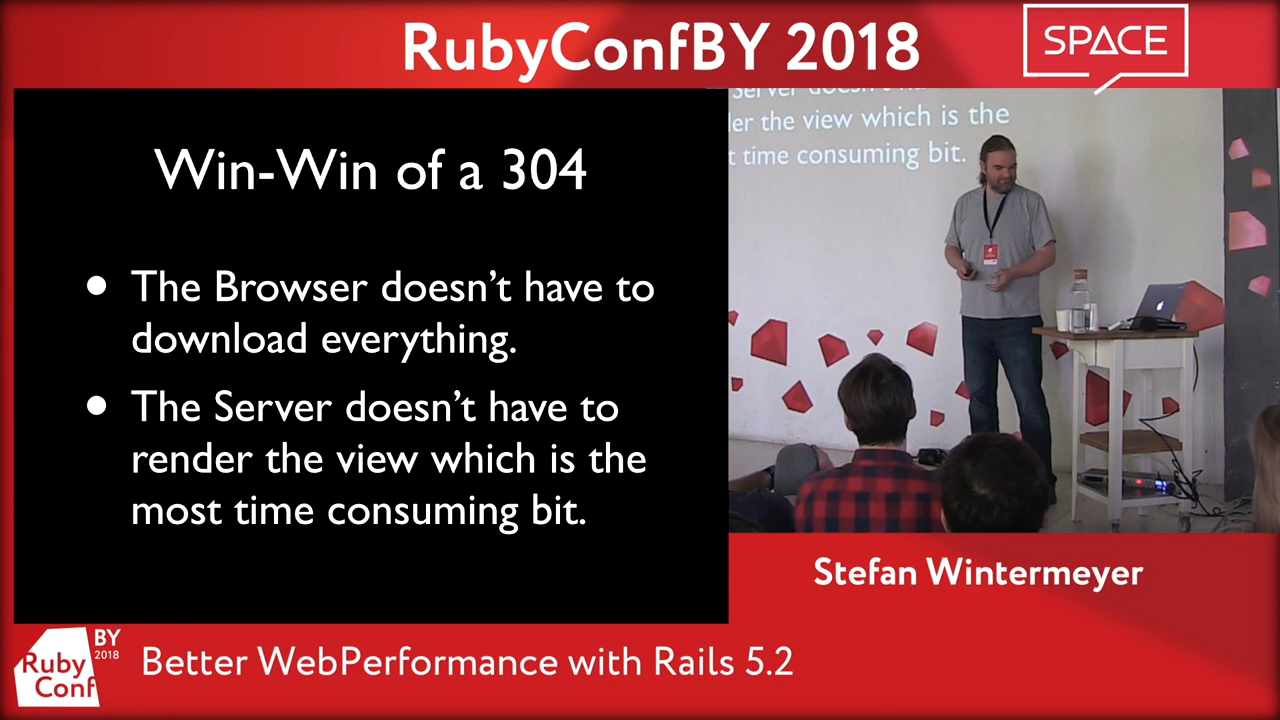 RubyConfBY 2018
SPACE
Win-Win of a 304
• The Browser doesn't have to
download everything.
• The Server doesn't have to
render the view which is the
most time consuming bit.
Server doesn't
the view which is the
time consuming bit.
Stefan Wintermeyer
Ruby
Conf
BY
2018
Better WebPerformance with Rails 5.2